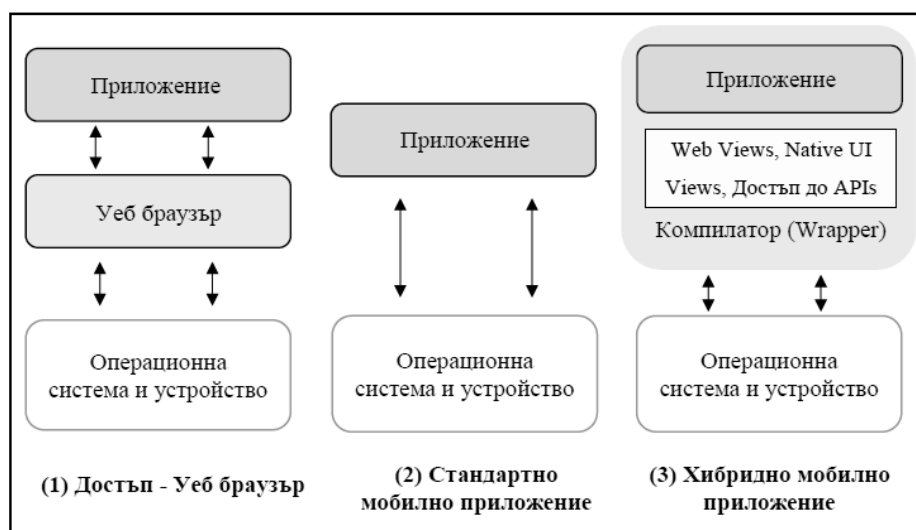 Приложение
Уеб браузър
Операционна
система и устройство
(1) Достъп - Уеб браузър
Приложение
Операционна
система и устройство
(2) Стандартно
мобилно приложение
Приложение
Web Views, Native UI
Views, Достъп до APIs
Компилатор (Wrapper)
Операционна
система и устройство
(3) Хибридно мобилно
приложение